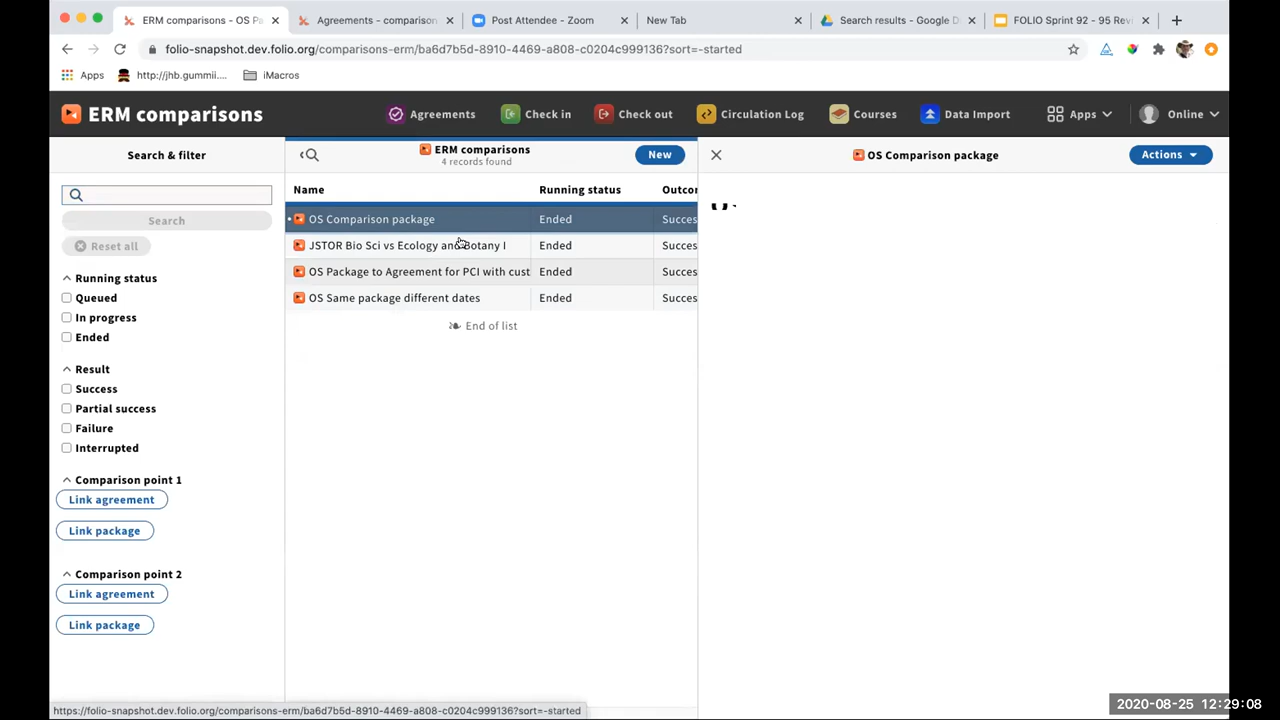 ERM comparisons - OS Pa
Agreements - comparison
Post Attendee - Zoom
New Tab
Search results - Google D
FOLIO Sprint 92 - 95 Revi
folio-snapshot.dev.folio.org/comparisons-erm/ba6d7b5d-8910-4469-a808-c0204c999136?sort=-started
Apps
http://jhb.gummii....
iMacros
ERM comparisons
Agreements
Check in
Check out
Circulation Log
Courses
Data Import
Apps
Online
Search & filter
ERM comparisons
4 records found
New
OS Comparison package
Actions
Search
Reset all
Running status
Queued
In progress
Ended
Result
Success
Partial success
Failure
Interrupted
Comparison point 1
Link agreement
Link package
Comparison point 2
Link agreement
Link package
Name Running status Outcor
OS Comparison package Ended Succes
JSTOR Bio Sci vs Ecology and Botany I Ended Succes
OS Package to Agreement for PCI with cust Ended Succes
OS Same package different dates Ended Succes
End of list
https://folio-snapshot.dev.folio.org/comparisons-erm/ba6d7b5d-8910-4469-a808-c0204c999136?sort=-started
2020-08-25 12:29:08